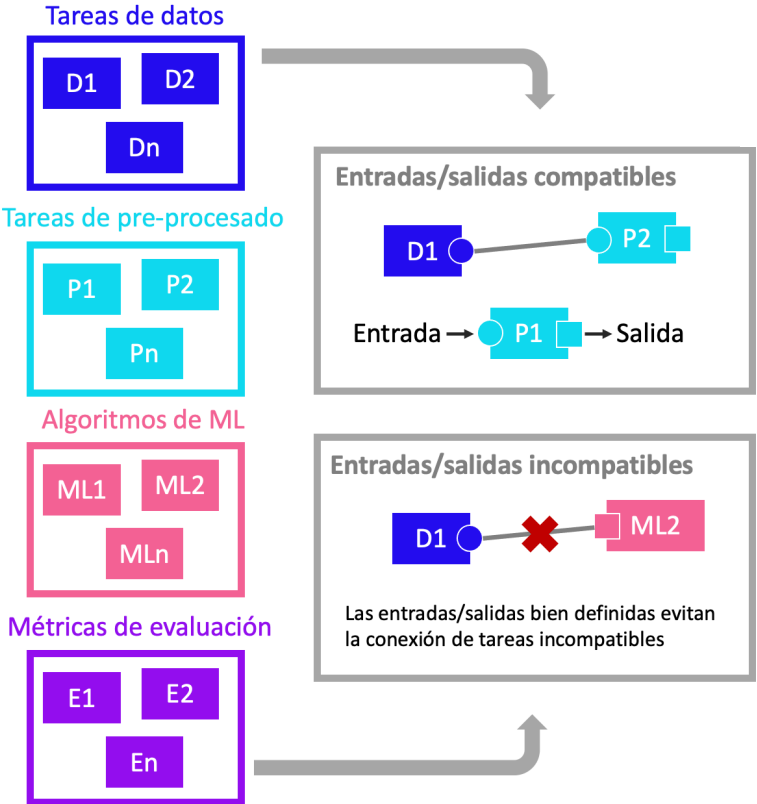 Tareas de datos
D1
D2
Dn
Tareas de pre-procesado
P1
P2
Pn
Algoritmos de ML
ML1
ML2
MLn
Métricas de evaluación
E1
E2
En
Entradas/salidas compatibles
D1
P2
Entrada
P1
Salida
Entradas/salidas incompatibles
D1
ML2
Las entradas/salidas bien definidas evitan
la conexión de tareas incompatibles